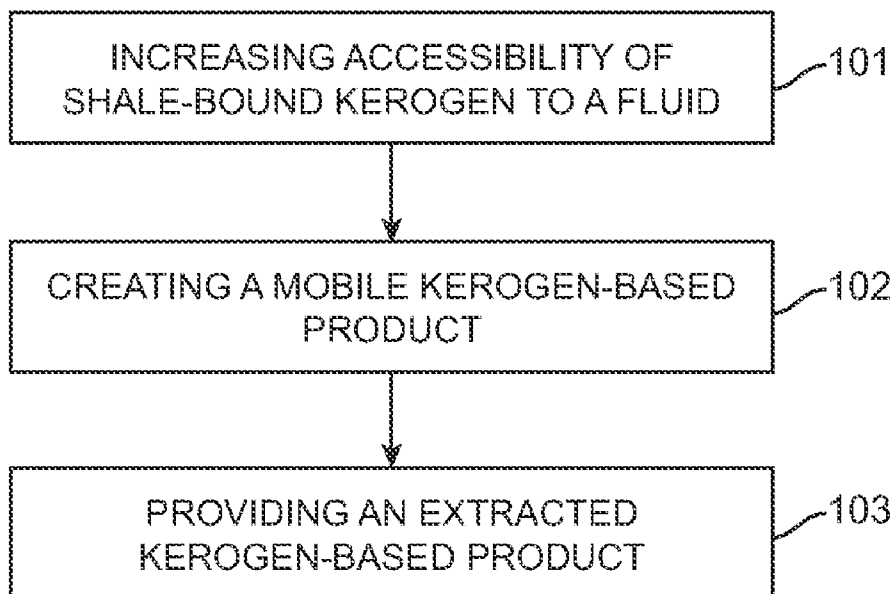 INCREASING ACCESSIBILITY OF
SHALE-BOUND KEROGEN TO A FLUID
101
CREATING A MOBILE KEROGEN-BASED
PRODUCT
102
PROVIDING AN EXTRACTED
KEROGEN-BASED PRODUCT
103